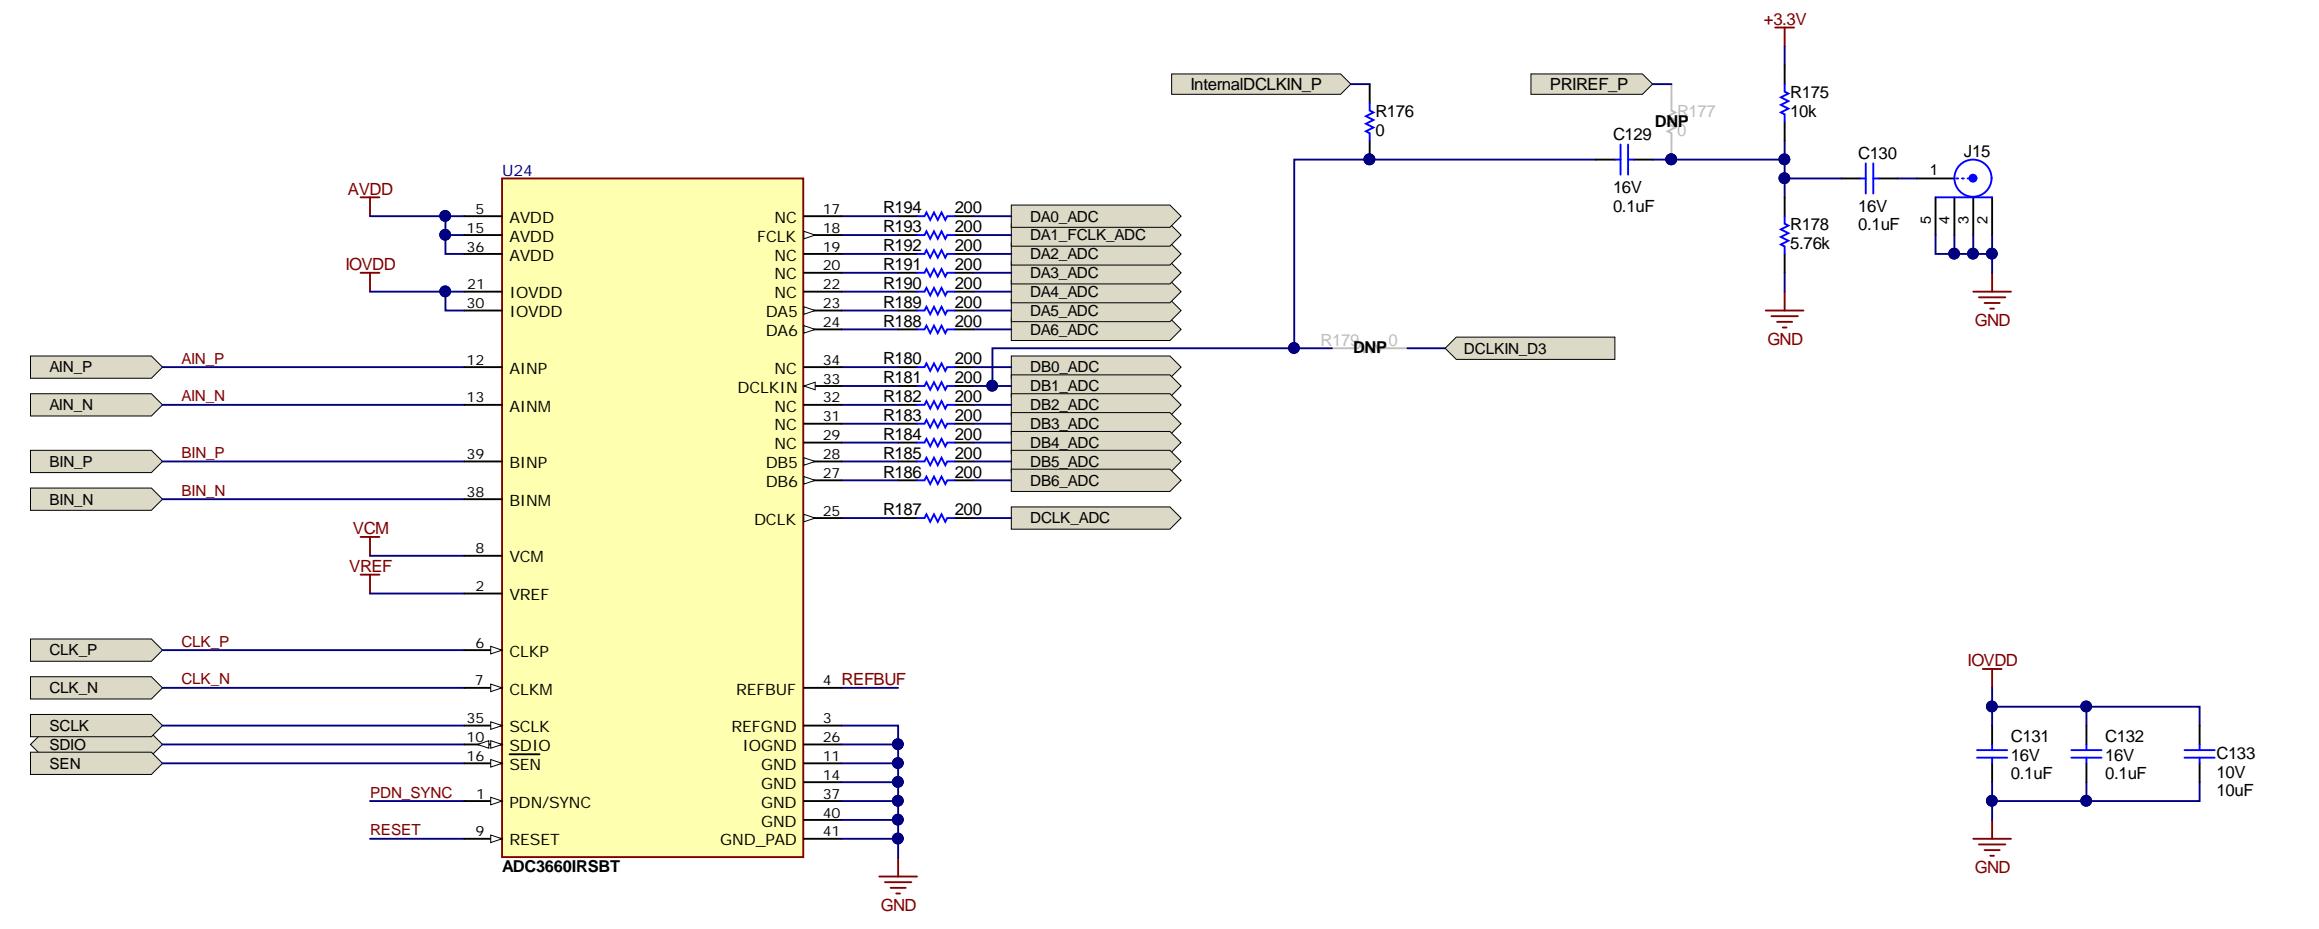 +3.3V
InternalDCLKIN_P
PRIREF_P
R176
0
R177
0
DNP
R175
10k
C129
16V
0.1uF
C130
16V
0.1uF
J15
1
5
4
3
2
R178
5.76k
GND
GND
U24
AVDD
5 AVDD
15 AVDD
36 AVDD
IOVDD
21 IOVDD
30 IOVDD
AIN_P AIN_P 12 AINP
AIN_N AIN_N 13 AINM
BIN_P BIN_P 39 BINP
BIN_N BIN_N 38 BINM
VCM
8 VCM
VREF
2 VREF
CLK_P CLK_P 6 CLKP
CLK_N CLK_N 7 CLKM
SCLK 35 SCLK
SDIO 10 SDIO
SEN 16 SEN
PDN_SYNC 1 PDN/SYNC
RESET 9 RESET
ADC3660IRSBT
NC 17 R194 200 DA0_ADC
FCLK 18 R193 200 DA1_FCLK_ADC
NC 19 R192 200 DA2_ADC
NC 20 R191 200 DA3_ADC
NC 22 R190 200 DA4_ADC
DA5 23 R189 200 DA5_ADC
DA6 24 R188 200 DA6_ADC
NC 34 R180 200 DB0_ADC
DCLKIN 33 R181 200 DB1_ADC
NC 32 R182 200 DB2_ADC
NC 31 R183 200 DB3_ADC
NC 29 R184 200 DB4_ADC
DB5 28 R185 200 DB5_ADC
DB6 27 R186 200 DB6_ADC
DCLK 25 R187 200 DCLK_ADC
R179 DNP 0 DCLKIN_D3
REFBUF 4 REFBUF
REFGND 3
IOGND 26
GND 11
GND 14
GND 37
GND 40
GND_PAD 41
GND
IOVDD
C131
16V
0.1uF
C132
16V
0.1uF
C133
10V
10uF
GND